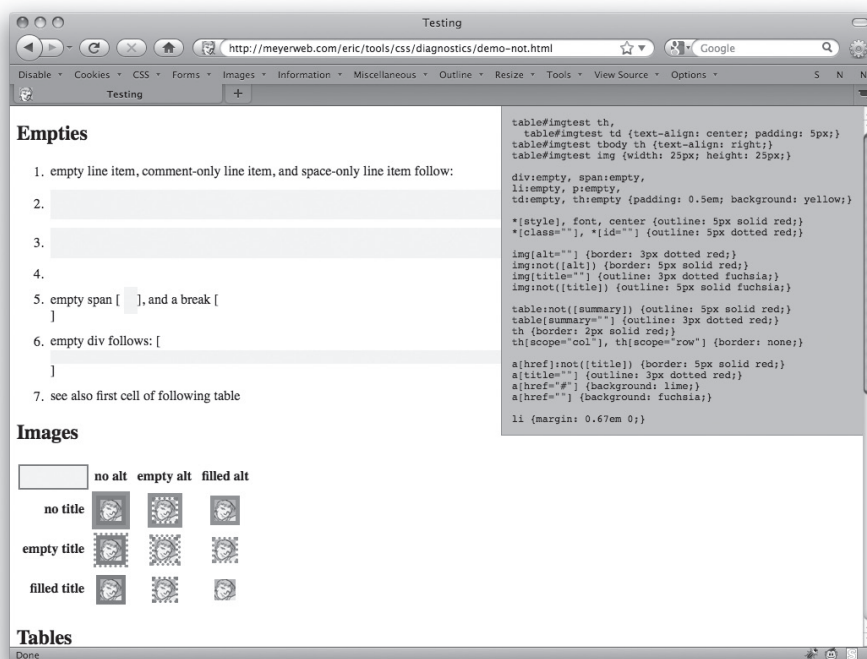 Testing
http://meyerweb.com/eric/tools/css/diagnostics/demo-not.html
Google
Disable Cookies CSS Forms Images Information Miscellaneous Outline Resize Tools View Source Options S N N
Testing +
Empties
1. empty line item, comment-only line item, and space-only line item follow:
2.
3.
4.
5. empty span [ ], and a break [
]
6. empty div follows: [
]
7. see also first cell of following table
Images
no alt empty alt filled alt
no title
empty title
filled title
Tables
Done
table#imgtest th,
table#imgtest td {text-align: center; padding: 5px;}
table#imgtest tbody th {text-align: right;}
table#imgtest img {width: 25px; height: 25px;}
div:empty, span:empty,
li:empty, p:empty,
td:empty, th:empty {padding: 0.5em; background: yellow;}
*[style], font, center {outline: 5px solid red;}
*[class=""], *[id=""] {outline: 5px dotted red;}
img[alt=""] {border: 3px dotted red;}
img:not([alt]) {border: 5px solid red;}
img[title=""] {outline: 3px dotted fuchsia;}
img:not([title]) {outline: 5px solid fuchsia;}
table:not([summary]) {outline: 5px solid red;}
table[summary=""] {outline: 3px dotted red;}
th {border: 2px solid red;}
th[scope="col"], th[scope="row"] {border: none;}
a[href]:not([title]) {border: 5px solid red;}
a[title=""] {outline: 3px dotted red;}
a[href="#"] {background: lime;}
a[href=""] {background: fuchsia;}
li {margin: 0.67em 0;}